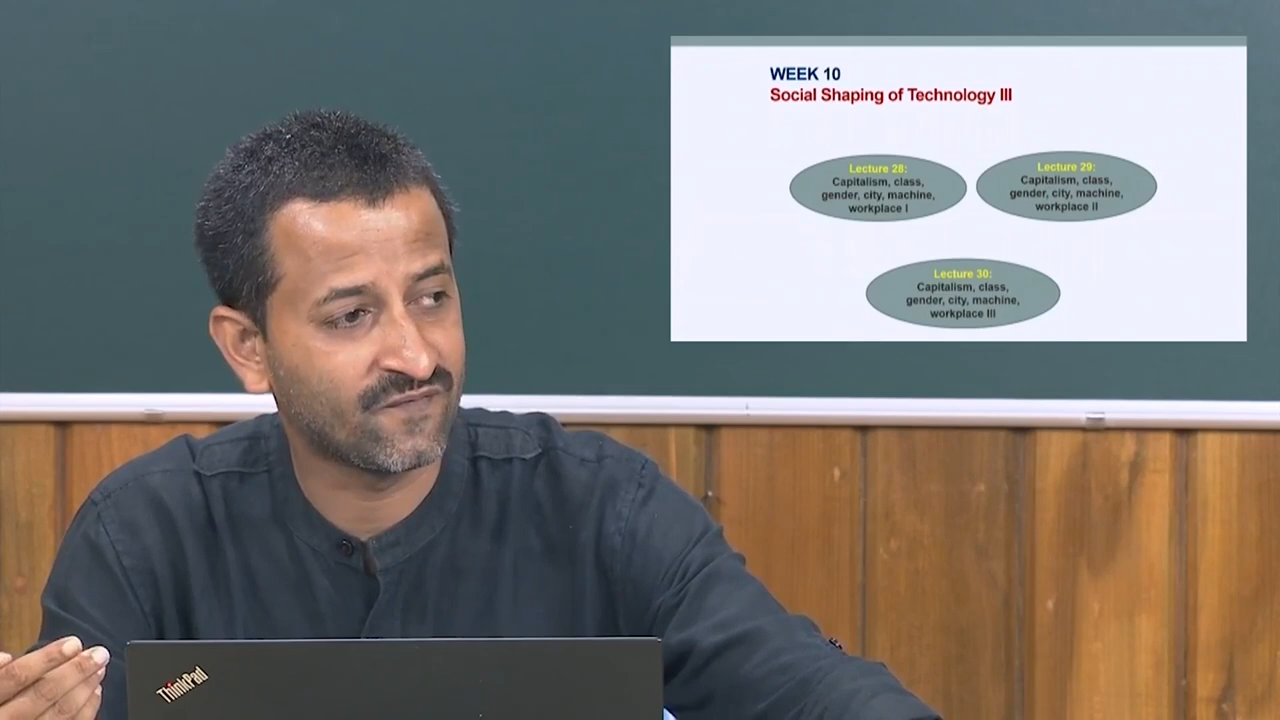 WEEK 10
Social Shaping of Technology III
Lecture 28:
Capitalism, class,
gender, city, machine,
workplace I
Lecture 29:
Capitalism, class,
gender, city, machine,
workplace II
Lecture 30:
Capitalism, class,
gender, city, machine,
workplace III
ThinkPad